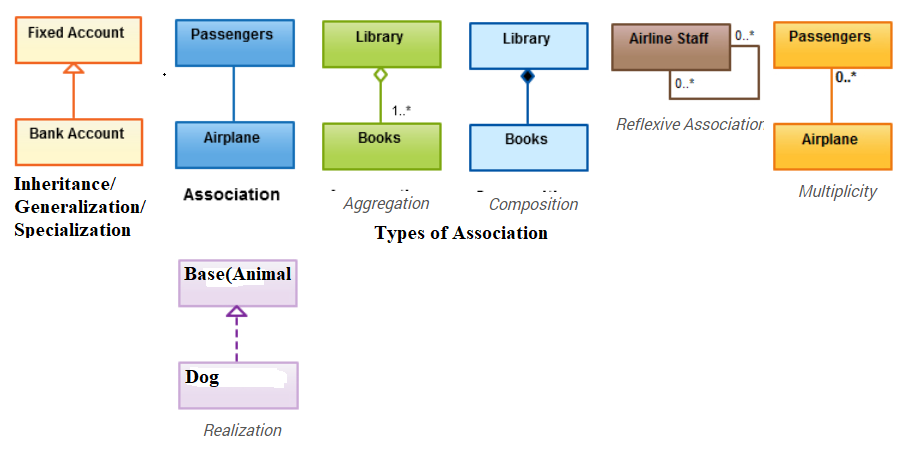 Fixed Account
Bank Account
Inheritance/
Generalization/
Specialization
Passengers
Airplane
Association
Library
1..*
Books
Aggregation
Library
Books
Composition
Types of Association
Airline Staff
0..*
0..*
Reflexive Association
Passengers
0..*
Airplane
Multiplicity
Base(Animal
Dog
Realization